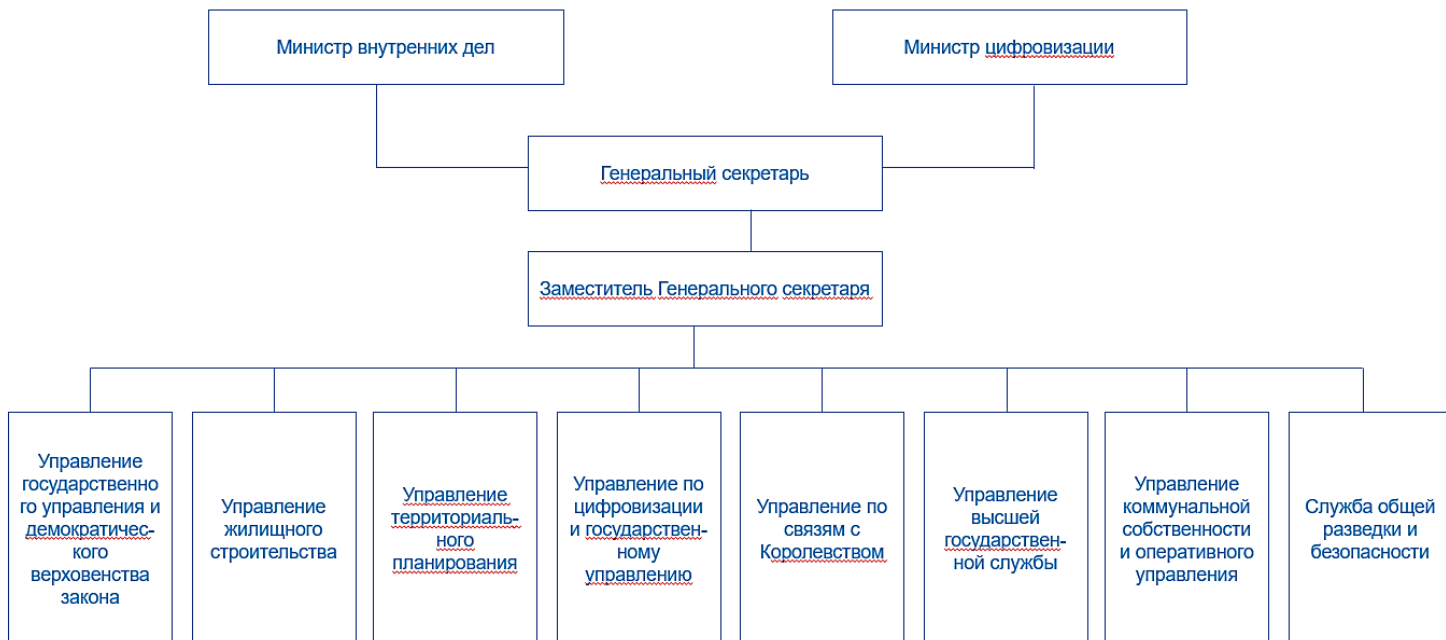 Министр внутренних дел
Министр цифровизации
Генеральный секретарь
Заместитель Генерального секретаря
Управление
государственно
го управления и
демократичес-
кого
верховенства
закона
Управление
жилищного
строительства
Управление
территориаль-
ного
планирования
Управление по
цифровизации
и государствен-
ному
управлению
Управление по
связям с
Королевством
Управление
высшей
государствен-
ной службы
Управление
коммунальной
собственности
и оперативного
управления
Служба общей
разведки и
безопасности